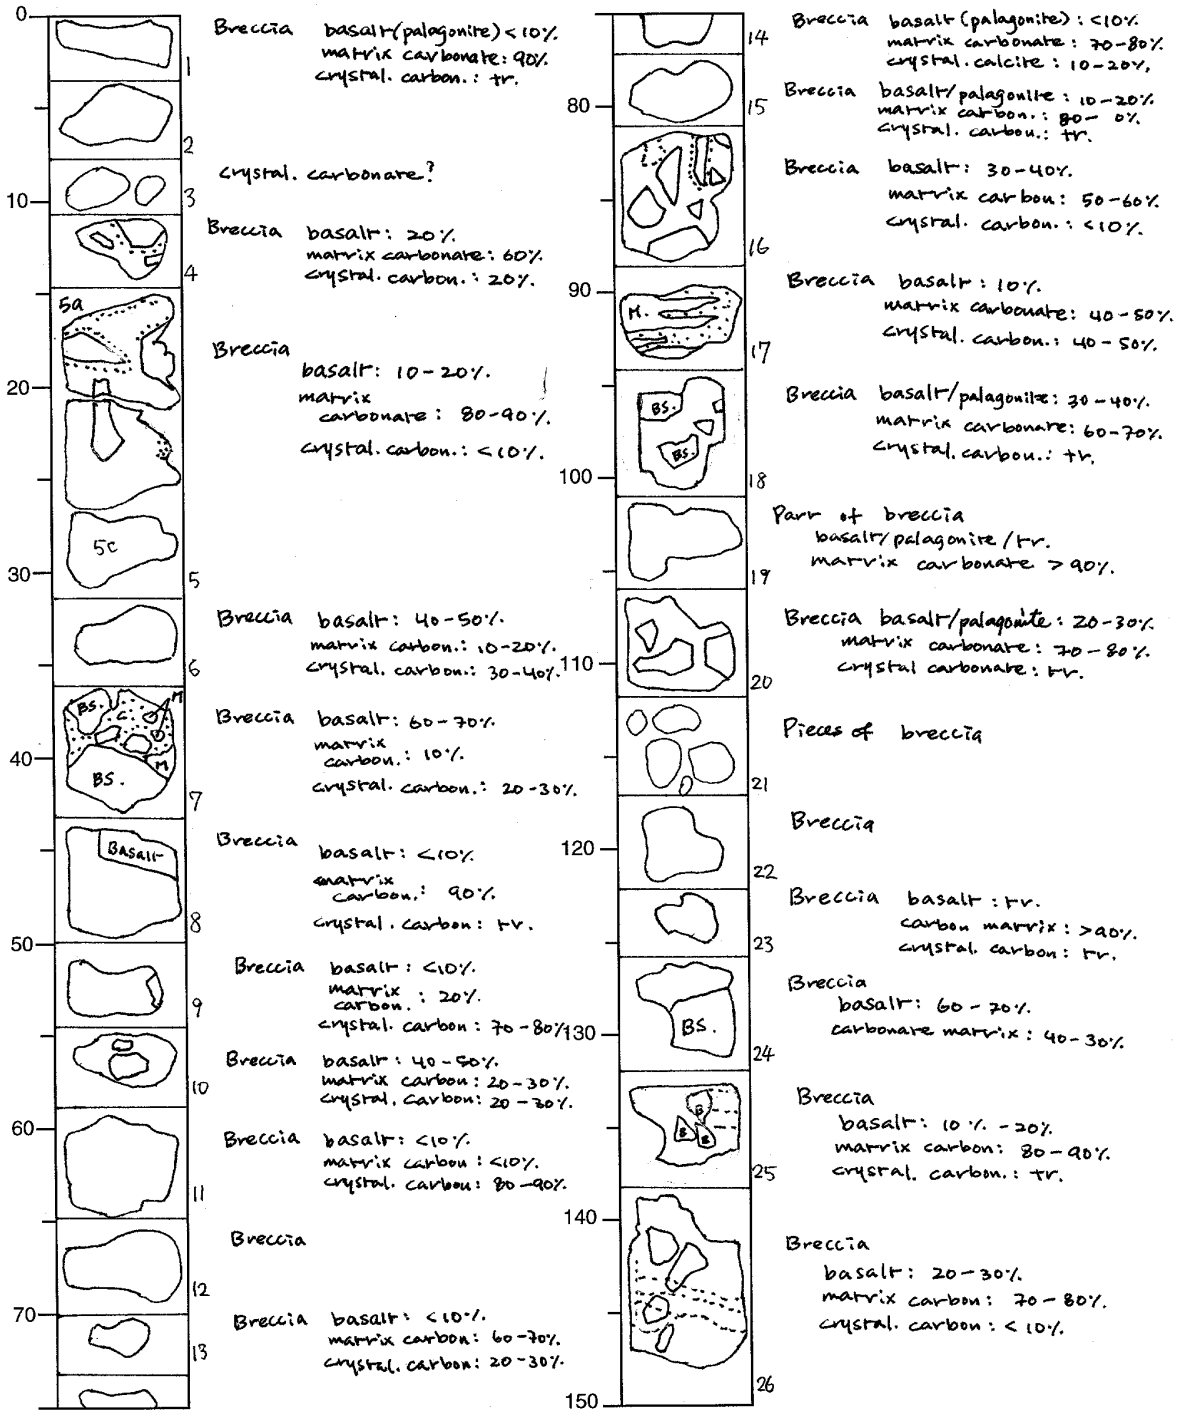 0
1
Breccia basalt(palagonite) <10%.
matrix carbonate: 90%
crystal. carbon.: tr.
2
crystal. carbonate?
3
10
Breccia basalt: 20%.
matrix carbonate: 60%
crystal. carbon.: 20%.
4
5a
Breccia
basalt: 10-20%.
matrix
carbonate: 80-90%.
crystal. carbon.: <10%.
20
5c
5
30
Breccia basalt: 40-50%.
matrix carbon.: 10-20%.
crystal. carbon.: 30-40%.
6
BS.
C
M
M
BS.
Breccia basalt: 60-70%.
matrix
carbon.: 10%.
crystal. carbon.: 20-30%.
40
7
Basalt
Breccia
basalt: <10%.
matrix
carbon.: 90%.
crystal. carbon: tr.
8
50
Breccia basalt: <10%.
matrix
carbon. : 20%.
crystal. carbon: 70-80%
9
Breccia basalt: 40-50%.
matrix carbon: 20-30%.
crystal. carbon: 20-30%.
10
60
Breccia basalt: <10%.
matrix carbon: <10%.
crystal. carbon: 80-90%.
11
Breccia
12
70
Breccia basalt: <10%.
matrix carbon: 60-70%.
crystal. carbon: 20-30%.
13
14
Breccia basalt (palagonite): <10%.
matrix carbonate: 70-80%.
crystal. calcite: 10-20%.
80
15
Breccia basalt/palagonite: 10-20%.
matrix carbon.: 80- 0%.
crystal. carbon.: tr.
Breccia basalt: 30-40%.
matrix carbon: 50-60%.
crystal. carbon.: <10%.
16
90
M.
Breccia basalt: 10%.
matrix carbonate: 40-50%.
crystal. carbon.: 40-50%.
17
BS.
BS.
Breccia basalt/palagonite: 30-40%.
matrix carbonate: 60-70%.
crystal. carbon.: tr.
100
18
Part of breccia
basalt/palagonite/tr.
matrix carbonate >90%.
19
Breccia basalt/palagonite: 20-30%.
matrix carbonate: 70-80%.
crystal carbonate: tr.
110
20
Pieces of breccia
21
Breccia
120
22
Breccia basalt: tr.
carbon matrix: >90%.
crystal. carbon: tr.
23
Breccia
basalt: 60-70%.
carbonate matrix: 40-30%.
BS.
130
24
B
B
B
Breccia
basalt: 10%.-20%.
matrix carbon: 80-90%.
crystal. carbon.: tr.
25
140
Breccia
basalt: 20-30%.
matrix carbon: 70-80%.
crystal. carbon: <10%.
26
150